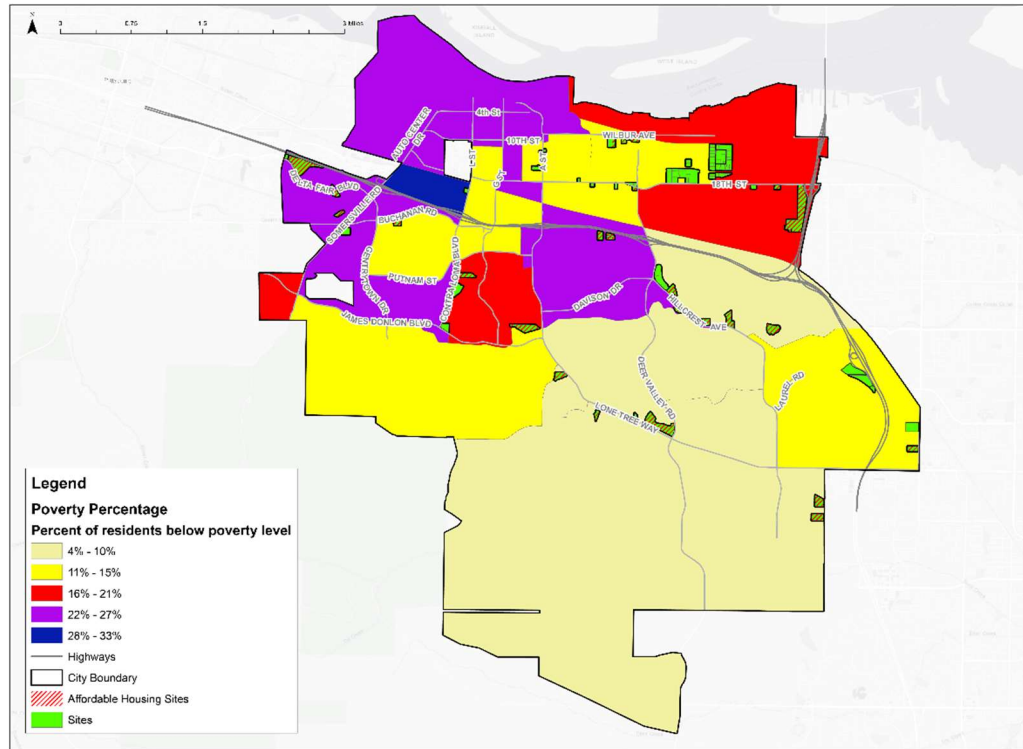 N
0 0.75 1.5 3 Miles
4th St
AUTO CENTER DR
10TH ST
WILBUR AVE
L ST
A ST
G ST
18TH ST
DELTA FAIR BLVD
SOMERSVILLE RD
BUCHANAN RD
CONTRA LOMA BLVD
PUTNAM ST
DAVISON DR
HILLCREST AVE
JAMES DONLON BLVD
DEER VALLEY RD
LAUREL RD
LONE TREE WAY
Legend
Poverty Percentage
Percent of residents below poverty level
4% - 10%
11% - 15%
16% - 21%
22% - 27%
28% - 33%
Highways
City Boundary
Affordable Housing Sites
Sites